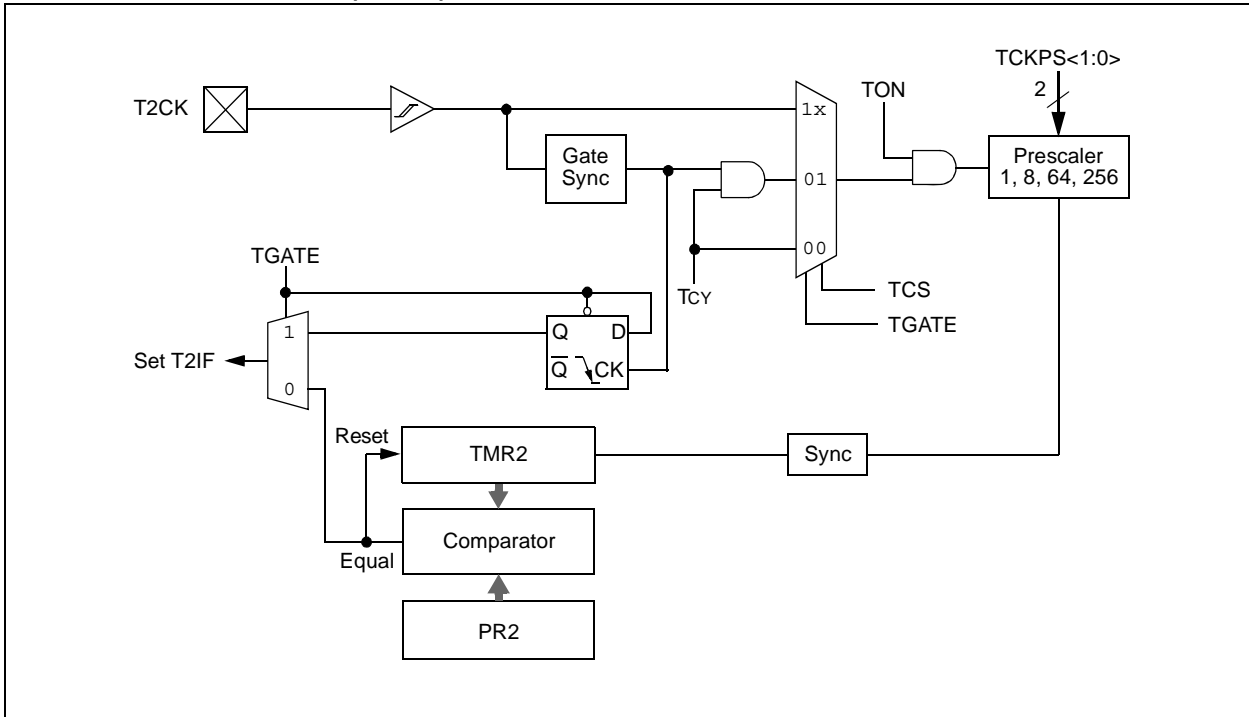 TCKPS<1:0>
2
T2CK
1x
TON
Prescaler
1, 8, 64, 256
Gate
Sync
01
00
TGATE
TCY
TCS
TGATE
1
Q
D
Set T2IF
Q
CK
0
Reset
TMR2
Sync
Equal
Comparator
PR2